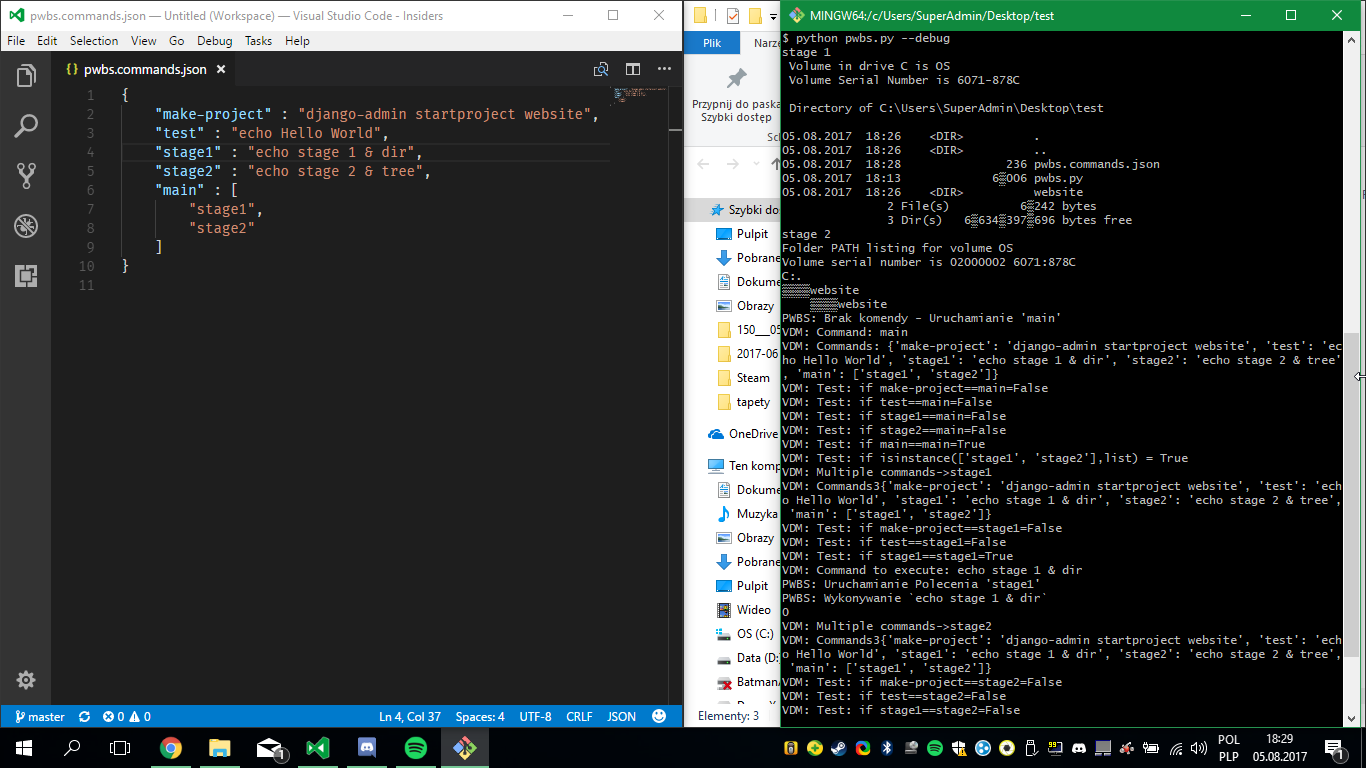 pwbs.commands.json — Untitled (Workspace) — Visual Studio Code - Insiders
File Edit Selection View Go Debug Tasks Help
{} pwbs.commands.json
1 {
2 "make-project" : "django-admin startproject website",
3 "test" : "echo Hello World",
4 "stage1" : "echo stage 1 & dir",
5 "stage2" : "echo stage 2 & tree",
6 "main" : [
7 "stage1",
8 "stage2"
9 ]
10 }
11
master 0 0 Ln 4, Col 37 Spaces: 4 UTF-8 CRLF JSON
Plik Narzę
Przypnij do paska
Szybki dostęp
Szybki do
Pulpit
Pobrane
Dokume
Obrazy
150___05
2017-06
Steam
tapety
OneDrive
Ten komp
Dokume
Muzyka
Obrazy
Pobrane
Pulpit
Wideo
OS (C:)
Data (D:
Batman
Elementy: 3
MINGW64:/c/Users/SuperAdmin/Desktop/test
$ python pwbs.py --debug
stage 1
Volume in drive C is OS
Volume Serial Number is 6071-878C
Directory of C:\Users\SuperAdmin\Desktop\test
05.08.2017 18:26 <DIR> .
05.08.2017 18:26 <DIR> ..
05.08.2017 18:28 236 pwbs.commands.json
05.08.2017 18:13 6▒006 pwbs.py
05.08.2017 18:26 <DIR> website
2 File(s) 6▒242 bytes
3 Dir(s) 6▒634▒397▒696 bytes free
stage 2
Folder PATH listing for volume OS
Volume serial number is 02000002 6071:878C
C:.
▒▒▒▒website
▒▒▒▒website
PWBS: Brak komendy - Uruchamianie 'main'
VDM: Command: main
VDM: Commands: {'make-project': 'django-admin startproject website', 'test': 'ec
ho Hello World', 'stage1': 'echo stage 1 & dir', 'stage2': 'echo stage 2 & tree'
, 'main': ['stage1', 'stage2']}
VDM: Test: if make-project==main=False
VDM: Test: if test==main=False
VDM: Test: if stage1==main=False
VDM: Test: if stage2==main=False
VDM: Test: if main==main=True
VDM: Test: if isinstance(['stage1', 'stage2'],list) = True
VDM: Multiple commands->stage1
VDM: Commands3{'make-project': 'django-admin startproject website', 'test': 'ech
o Hello World', 'stage1': 'echo stage 1 & dir', 'stage2': 'echo stage 2 & tree',
'main': ['stage1', 'stage2']}
VDM: Test: if make-project==stage1=False
VDM: Test: if test==stage1=False
VDM: Test: if stage1==stage1=True
VDM: Command to execute: echo stage 1 & dir
PWBS: Uruchamianie Polecenia 'stage1'
PWBS: Wykonywanie `echo stage 1 & dir`
0
VDM: Multiple commands->stage2
VDM: Commands3{'make-project': 'django-admin startproject website', 'test': 'ech
o Hello World', 'stage1': 'echo stage 1 & dir', 'stage2': 'echo stage 2 & tree',
'main': ['stage1', 'stage2']}
VDM: Test: if make-project==stage2=False
VDM: Test: if test==stage2=False
VDM: Test: if stage1==stage2=False
1 99 POL
PLP 18:29
05.08.2017 1